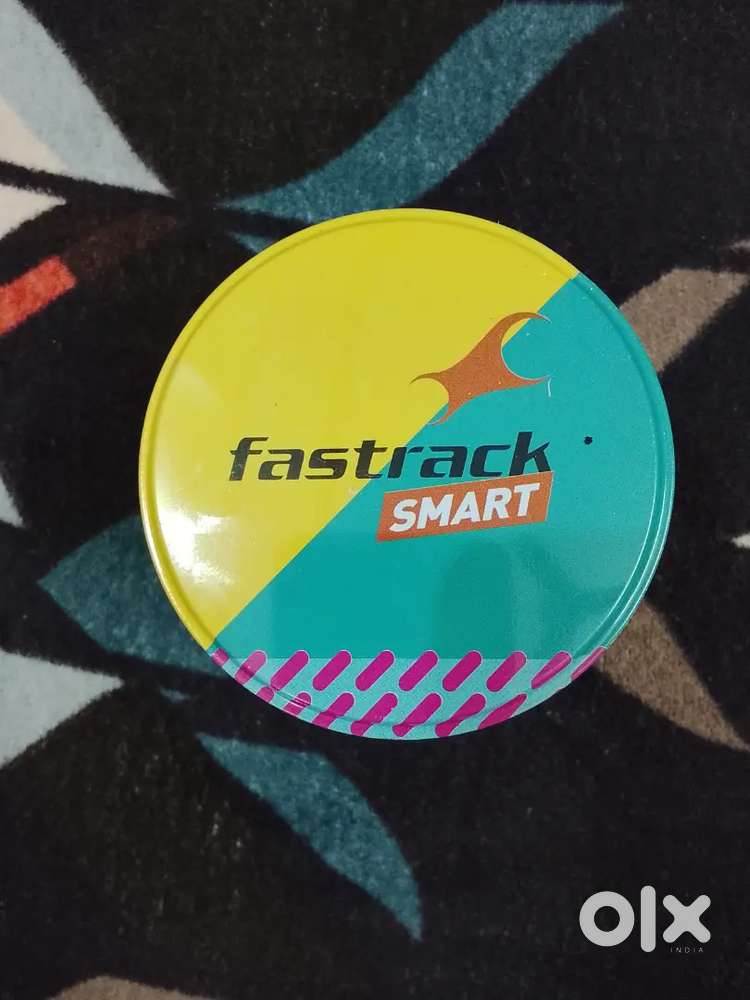 fastrack
SMART
olx
INDIA